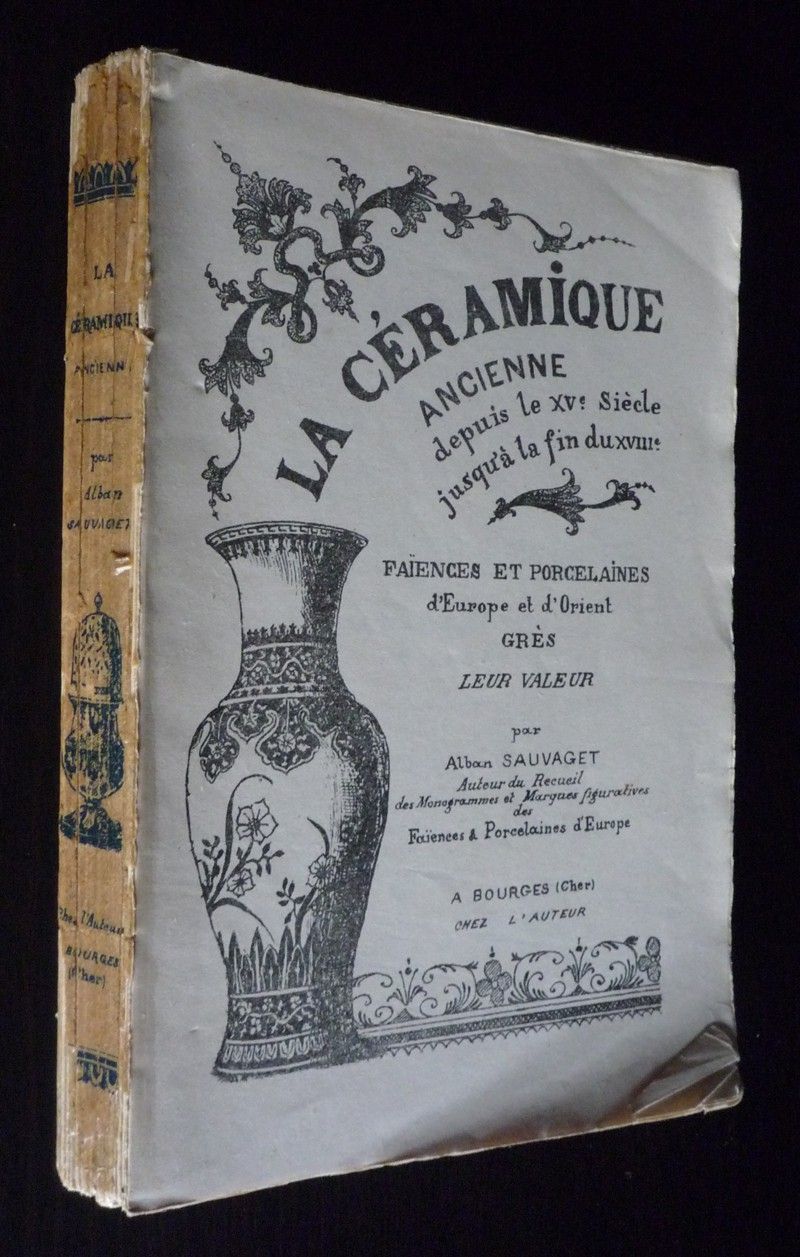 LA CÉRAMIQUE
ANCIENNE
depuis le XVe Siècle
jusqu'à la fin du XVIIIe
FAÏENCES ET PORCELAINES
d'Europe et d'Orient
GRÈS
LEUR VALEUR
par
Alban SAUVAGET
Auteur du Recueil
des Monogrammes et Marques figuratives
des
Faïences & Porcelaines d'Europe
A BOURGES (Cher)
CHEZ L'AUTEUR
LA
CÉRAMIQUE
ANCIENN
par
Alban
SAUVAGET
Chez l'Auteur
BOURGES
(Cher)